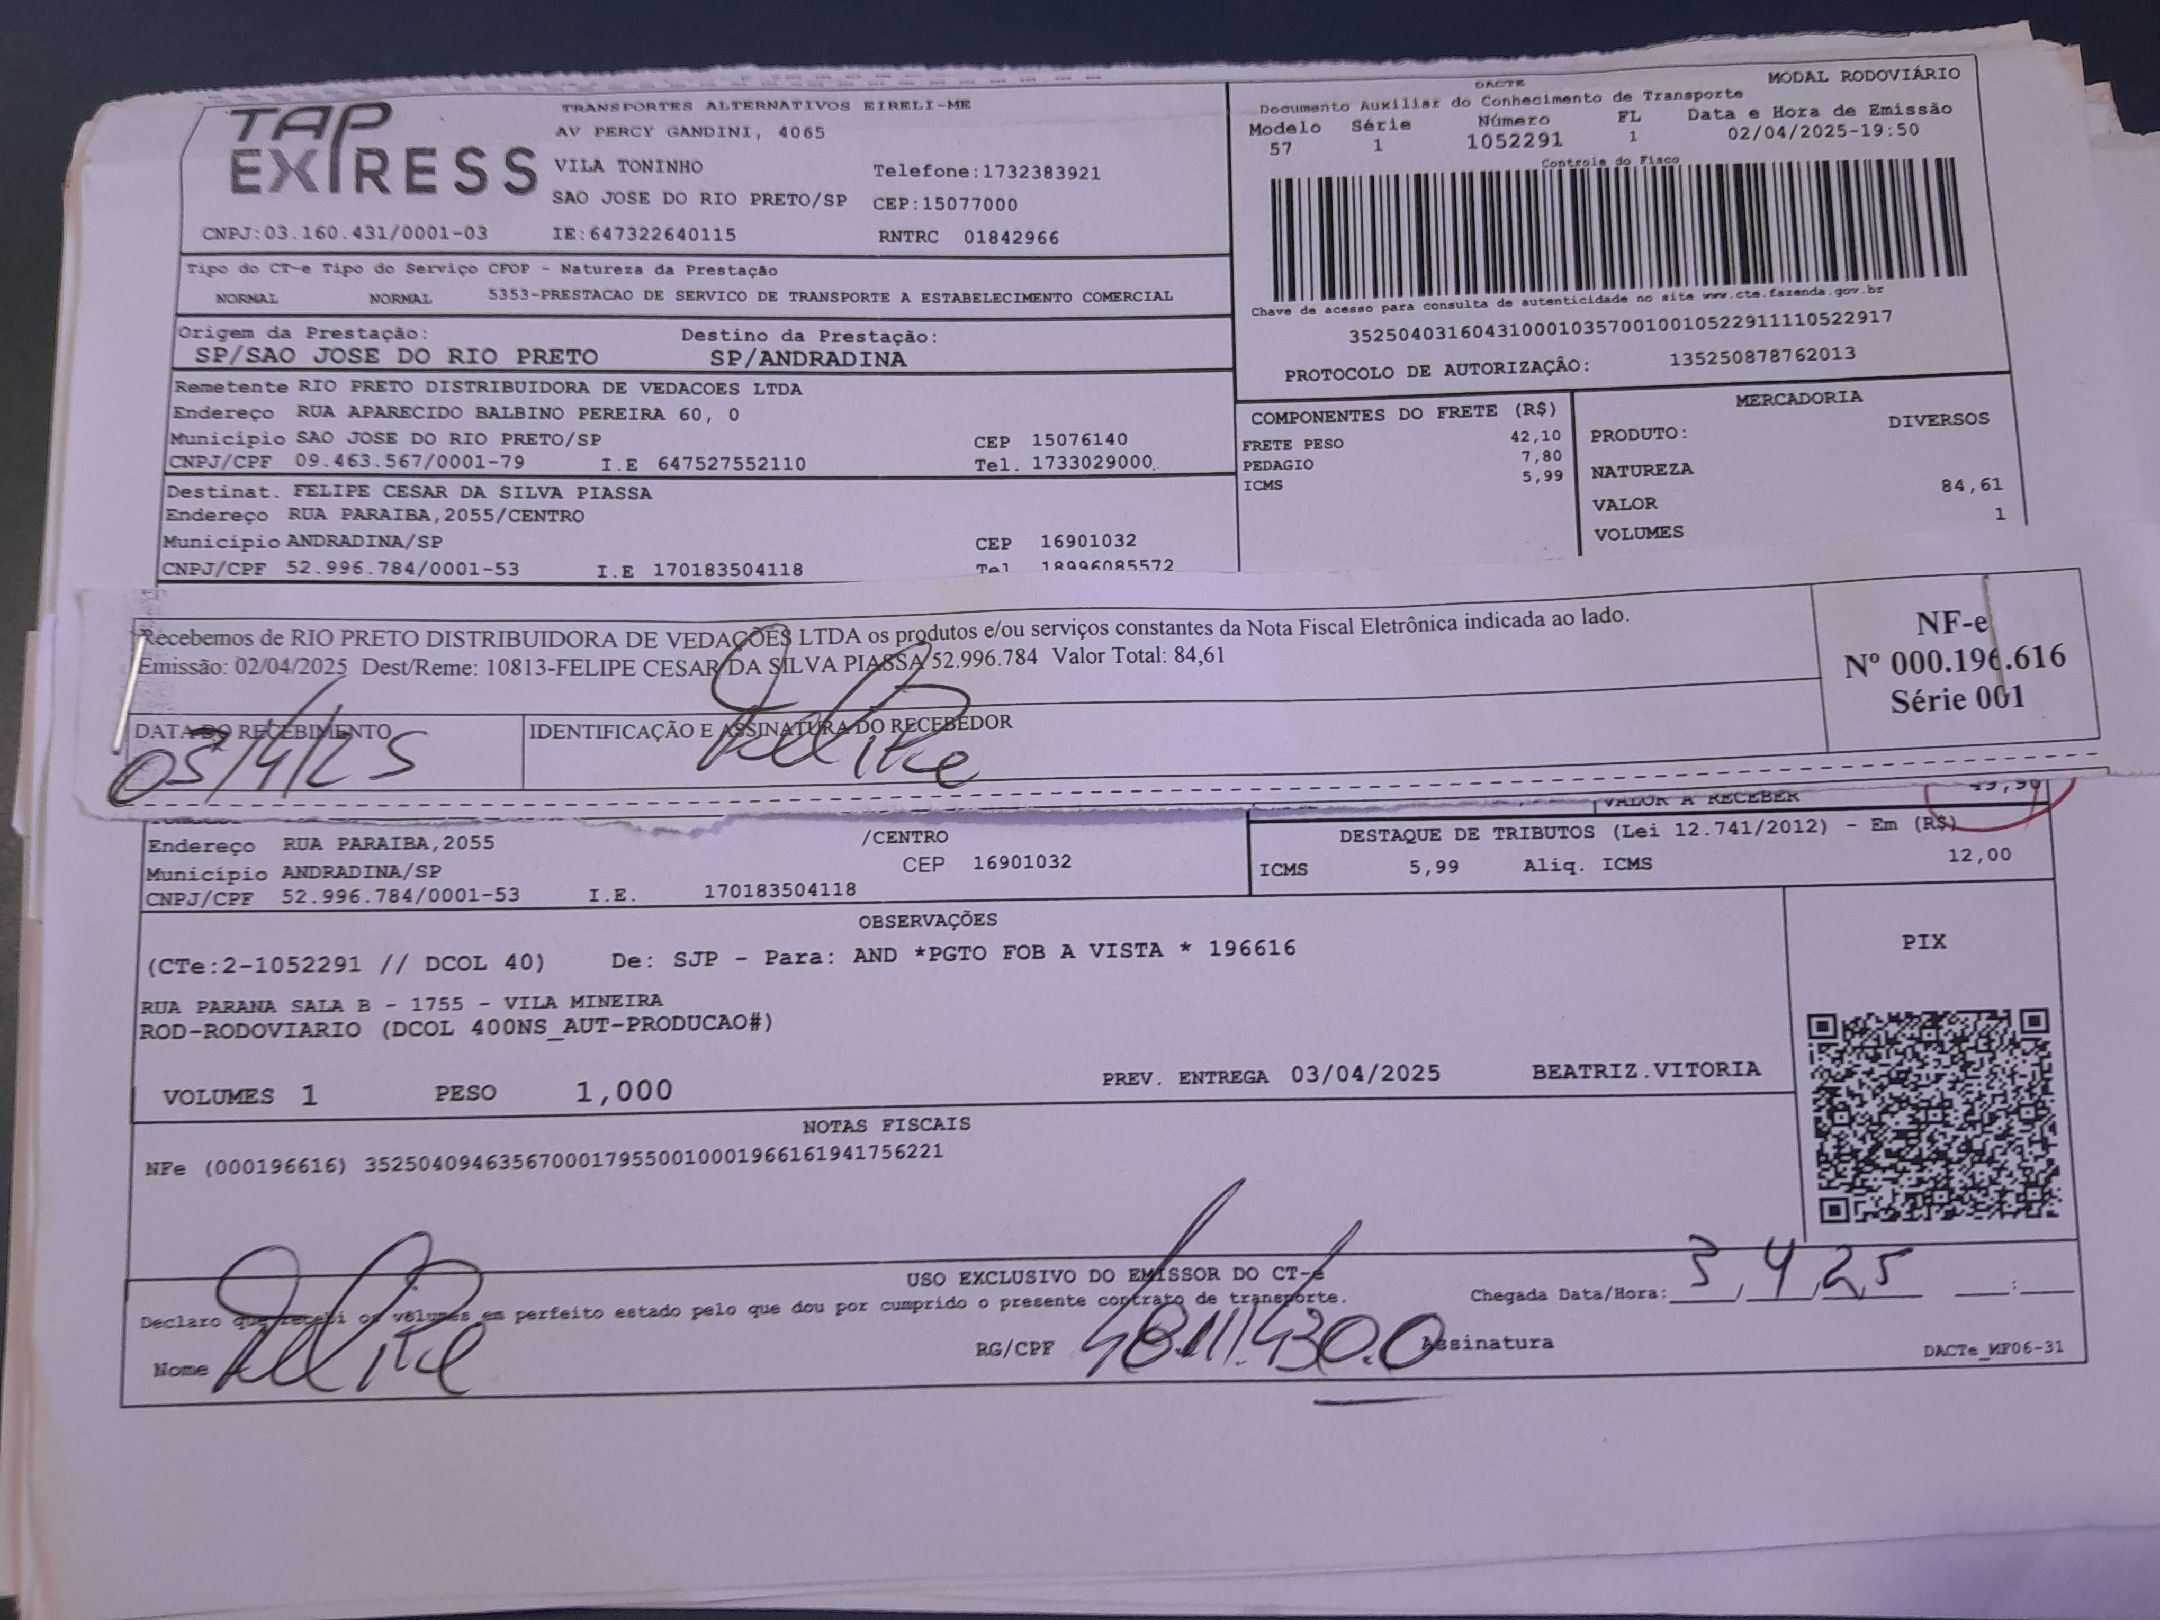 TAP EXPRESS
TRANSPORTES ALTERNATIVOS EIRELI-ME
AV PERCY GANDINI, 4065
VILA TONINHO Telefone:1732383921
SAO JOSE DO RIO PRETO/SP CEP:15077000
CNPJ:03.160.431/0001-03 IE:647322640115 RNTRC 01842966
DACTE MODAL RODOVIÁRIO
Documento Auxiliar do Conhecimento de Transporte
Modelo Série Número FL Data e Hora de Emissão
57 1 1052291 1 02/04/2025-19:50
Controle do Fisco
Chave de acesso para consulta de autenticidade no site www.cte.fazenda.gov.br
35250403160431000103570010010522911110522917
PROTOCOLO DE AUTORIZAÇÃO: 135250878762013
Tipo do CT-e Tipo do Serviço CFOP - Natureza da Prestação
NORMAL NORMAL 5353-PRESTACAO DE SERVICO DE TRANSPORTE A ESTABELECIMENTO COMERCIAL
Origem da Prestação: Destino da Prestação:
SP/SAO JOSE DO RIO PRETO SP/ANDRADINA
Remetente RIO PRETO DISTRIBUIDORA DE VEDACOES LTDA
Endereço RUA APARECIDO BALBINO PEREIRA 60, 0
Município SAO JOSE DO RIO PRETO/SP CEP 15076140
CNPJ/CPF 09.463.567/0001-79 I.E 647527552110 Tel. 1733029000.
Destinat. FELIPE CESAR DA SILVA PIASSA
Endereço RUA PARAIBA,2055/CENTRO
Município ANDRADINA/SP CEP 16901032
CNPJ/CPF 52.996.784/0001-53 I.E 170183504118 Tel 18996085572
COMPONENTES DO FRETE (R$)
FRETE PESO 42,10
PEDAGIO 7,80
ICMS 5,99
MERCADORIA
PRODUTO: DIVERSOS
NATUREZA
VALOR 84,61
VOLUMES 1
Recebemos de RIO PRETO DISTRIBUIDORA DE VEDAÇÕES LTDA os produtos e/ou serviços constantes da Nota Fiscal Eletrônica indicada ao lado.
Emissão: 02/04/2025 Dest/Reme: 10813-FELIPE CESAR DA SILVA PIASSA 52.996.784 Valor Total: 84,61
DATA DO RECEBIMENTO IDENTIFICAÇÃO E ASSINATURA DO RECEBEDOR
03/4/25 Felipe
NF-e
Nº 000.196.616
Série 001
VALOR A RECEBER
Endereço RUA PARAIBA,2055 /CENTRO
Município ANDRADINA/SP CEP 16901032
CNPJ/CPF 52.996.784/0001-53 I.E. 170183504118
DESTAQUE DE TRIBUTOS (Lei 12.741/2012) - Em (R$)
ICMS 5,99 Aliq. ICMS 12,00
OBSERVAÇÕES
(CTe:2-1052291 // DCOL 40) De: SJP - Para: AND *PGTO FOB A VISTA * 196616
RUA PARANA SALA B - 1755 - VILA MINEIRA
ROD-RODOVIARIO (DCOL 400NS_AUT-PRODUCAO#)
VOLUMES 1 PESO 1,000 PREV. ENTREGA 03/04/2025 BEATRIZ.VITORIA
PIX
NOTAS FISCAIS
NFe (000196616) 35250409463567000179550010001966161941756221
USO EXCLUSIVO DO EMISSOR DO CT-e
Declaro que recebi os volumes em perfeito estado pelo que dou por cumprido o presente contrato de transporte.
Chegada Data/Hora: 3/4/25 :
Nome Felipe RG/CPF Assinatura
DACTe_MF06-31